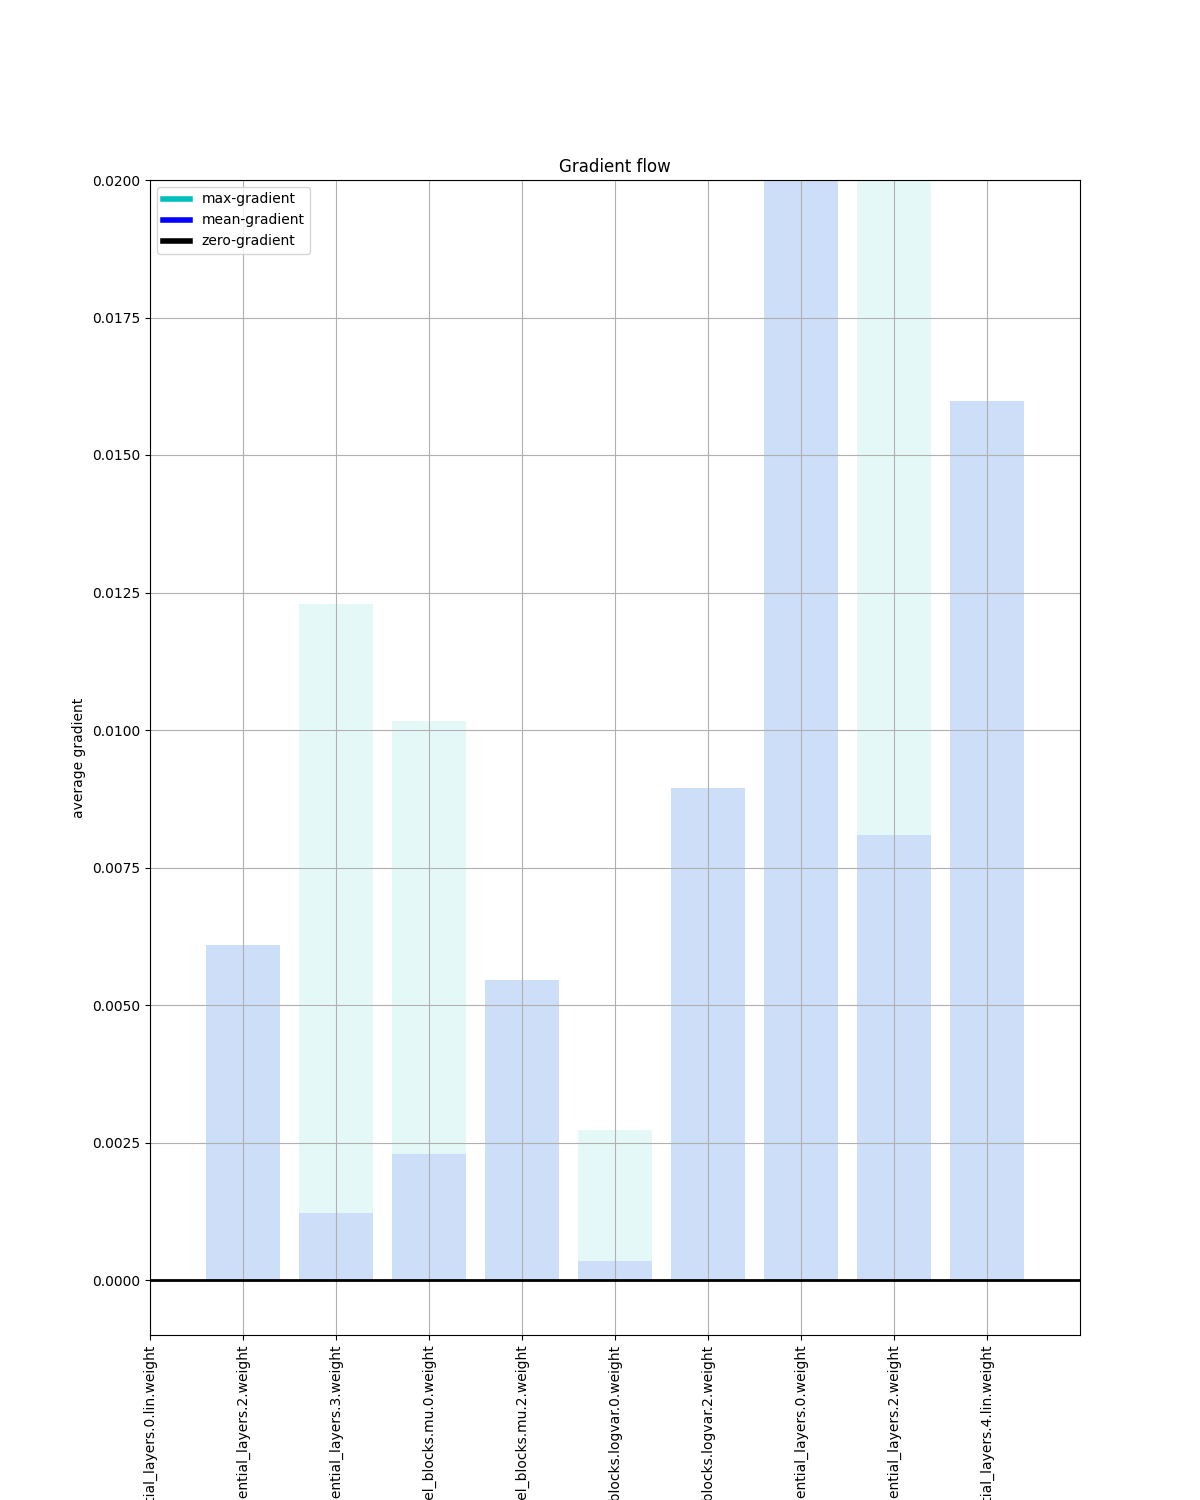 Gradient flow
max-gradient
mean-gradient
zero-gradient
0.0200
0.0175
0.0150
0.0125
0.0100
0.0075
0.0050
0.0025
0.0000
average gradient
tial_layers.0.lin.weight
ential_layers.2.weight
ential_layers.3.weight
el_blocks.mu.0.weight
el_blocks.mu.2.weight
blocks.logvar.0.weight
blocks.logvar.2.weight
ential_layers.0.weight
ential_layers.2.weight
tial_layers.4.lin.weight